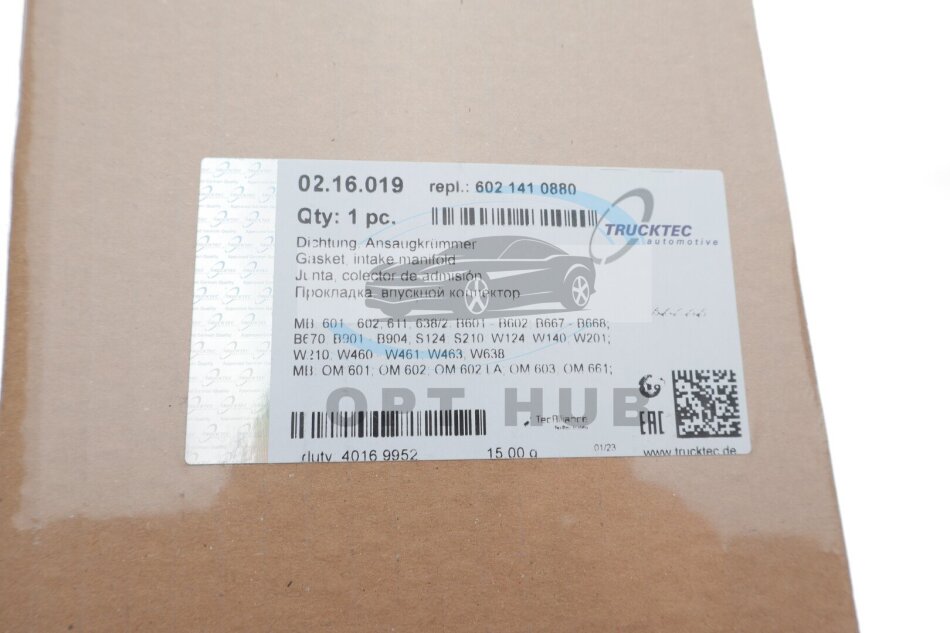 02.16.019 repl.: 602 141 0880
Qty: 1 pc.
TRUCKTEC
automotive
Dichtung, Ansaugkrümmer
Gasket, intake manifold
Junta, colector de admisión
Прокладка, впускной коллектор
MB: 601 - 602; 611; 638/2; B601 - B602; B667 - B668;
B670; B901 - B904; S124; S210; W124; W140; W201;
W210; W460 - W461; W463; W638
MB: OM 601; OM 602; OM 602 LA; OM 603; OM 661;
OPT HUB
TecAlliance
EAC
duty 4016 9952 15.00 g 01/23 www.trucktec.de